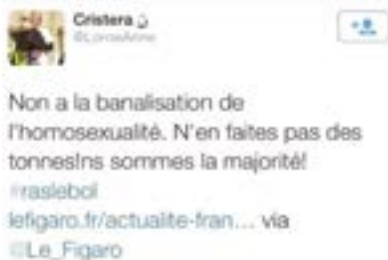 Cristera ن
Non a la banalisation de
l'homosexualité. N'en faites pas des
tonnes!ns sommes la majorité!
#raslebol
lefigaro.fr/actualite-fran... via
@Le_Figaro